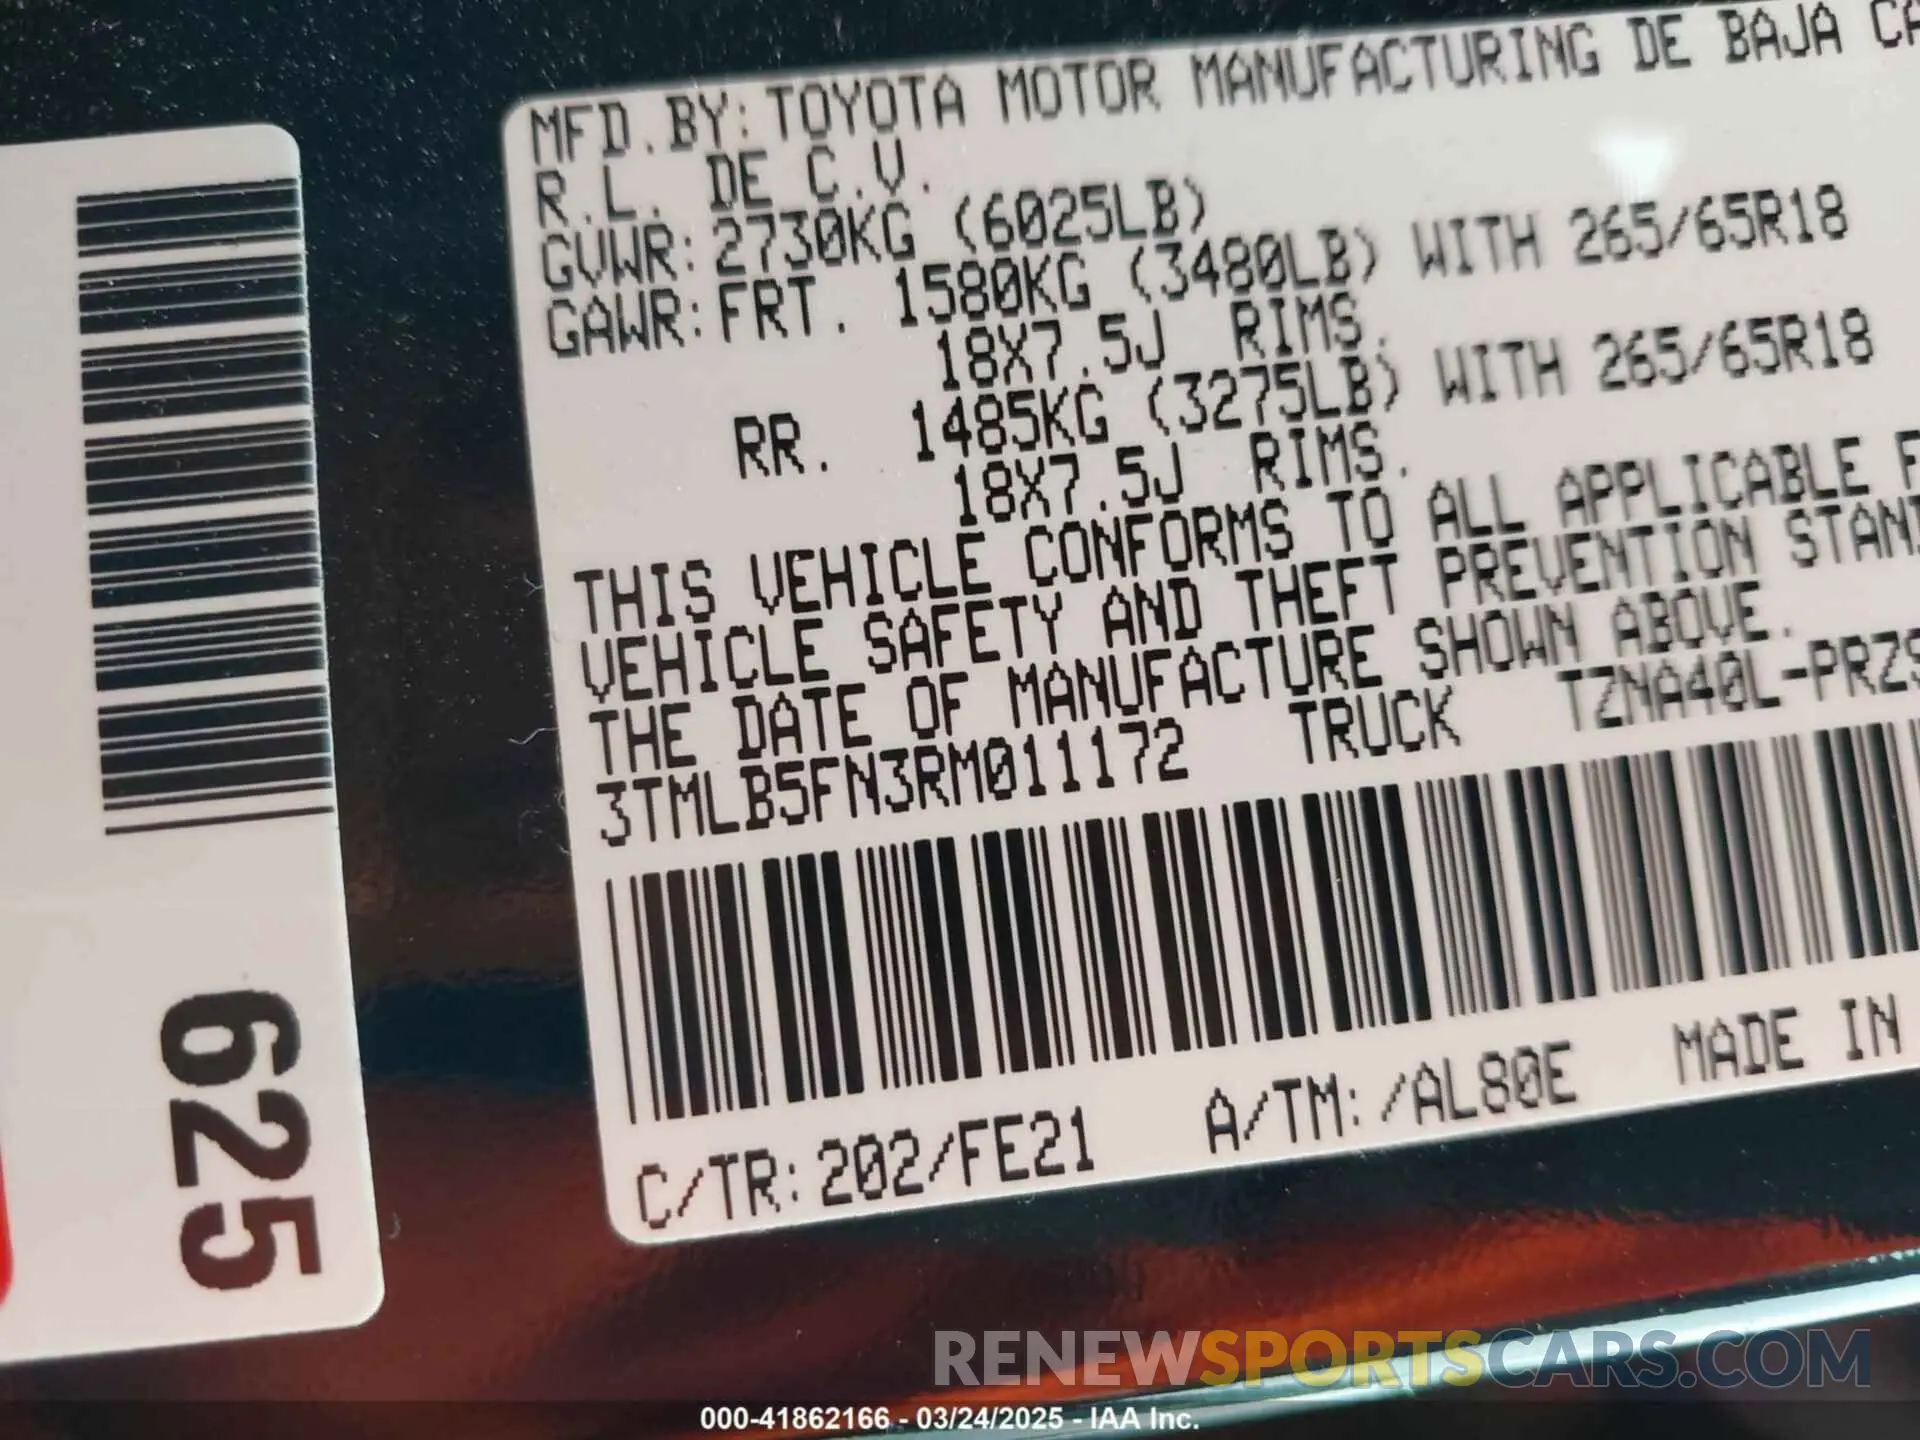 MFD.BY:TOYOTA MOTOR MANUFACTURING DE BAJA CA
R.L. DE C.V.
GVWR:2730KG (6025LB)
GAWR:FRT. 1580KG (3480LB) WITH 265/65R18
18X7.5J RIMS.
RR. 1485KG (3275LB) WITH 265/65R18
18X7.5J RIMS.
THIS VEHICLE CONFORMS TO ALL APPLICABLE F
VEHICLE SAFETY AND THEFT PREVENTION STAN
THE DATE OF MANUFACTURE SHOWN ABOVE.
3TMLB5FN3RM011172 TRUCK TZNA40L-PRZS
C/TR:202/FE21 A/TM:/AL80E MADE IN
625
RENEWSPORTSCARS.COM
000-41862166 - 03/24/2025 - IAA Inc.